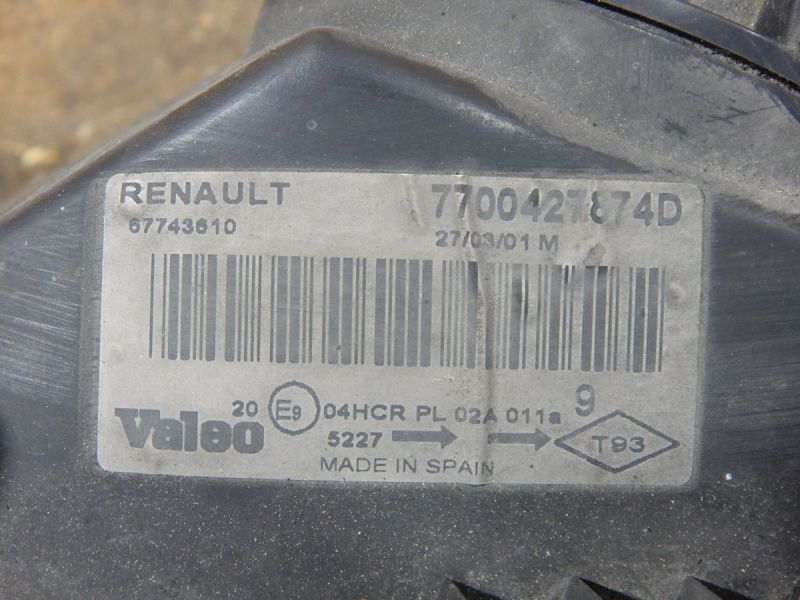 RENAULT 7700427874D
67743610 27/03/01 M
9
20 E9 04HCR PL 02A 011a
Valeo 5227 T93
MADE IN SPAIN